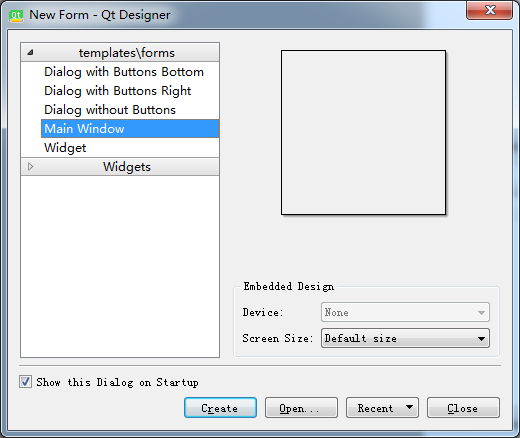 New Form - Qt Designer
templates\forms
Dialog with Buttons Bottom
Dialog with Buttons Right
Dialog without Buttons
Main Window
Widget
Widgets
Embedded Design
Device: None
Screen Size: Default size
Show this Dialog on Startup
Create Open... Recent Close